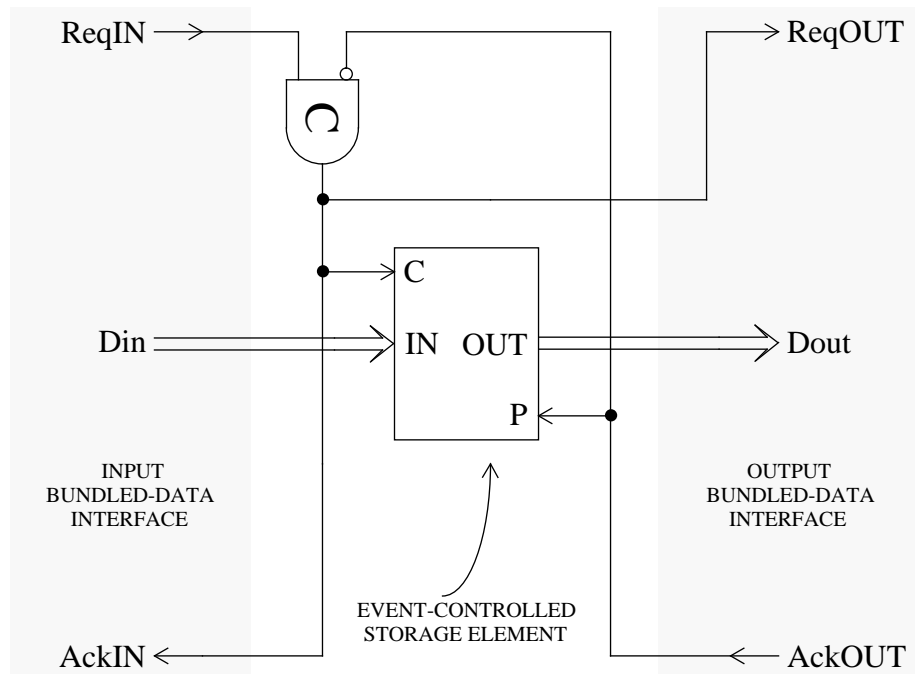 ReqIN
ReqOUT
C
C
Din
IN
OUT
Dout
P
INPUT
BUNDLED-DATA
INTERFACE
OUTPUT
BUNDLED-DATA
INTERFACE
EVENT-CONTROLLED
STORAGE ELEMENT
AckIN
AckOUT